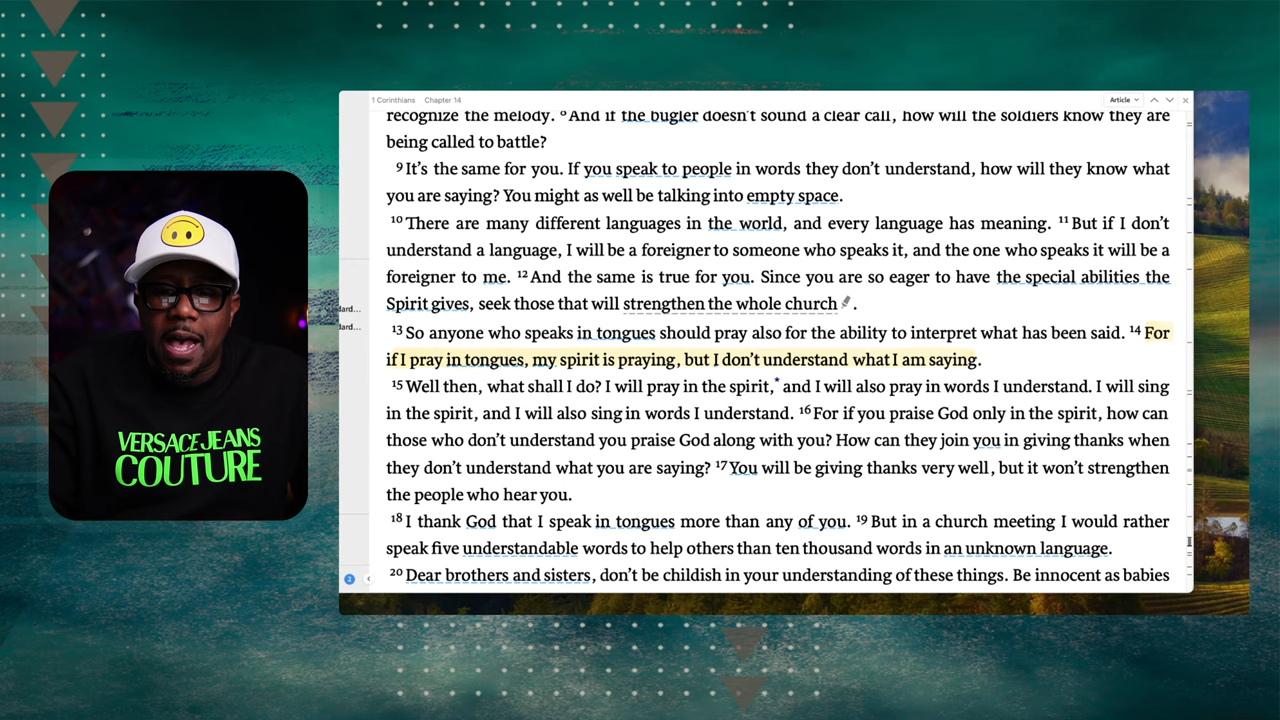 1 Corinthians Chapter 14
Article
recognize the melody. 8 And if the bugler doesn't sound a clear call, how will the soldiers know they are
being called to battle?
9 It's the same for you. If you speak to people in words they don't understand, how will they know what
you are saying? You might as well be talking into empty space.
10 There are many different languages in the world, and every language has meaning. 11 But if I don't
understand a language, I will be a foreigner to someone who speaks it, and the one who speaks it will be a
foreigner to me. 12 And the same is true for you. Since you are so eager to have the special abilities the
Spirit gives, seek those that will strengthen the whole church.
13 So anyone who speaks in tongues should pray also for the ability to interpret what has been said. 14 For
if I pray in tongues, my spirit is praying, but I don't understand what I am saying.
15 Well then, what shall I do? I will pray in the spirit,* and I will also pray in words I understand. I will sing
in the spirit, and I will also sing in words I understand. 16 For if you praise God only in the spirit, how can
those who don't understand you praise God along with you? How can they join you in giving thanks when
they don't understand what you are saying? 17 You will be giving thanks very well, but it won't strengthen
the people who hear you.
18 I thank God that I speak in tongues more than any of you. 19 But in a church meeting I would rather
speak five understandable words to help others than ten thousand words in an unknown language.
20 Dear brothers and sisters, don't be childish in your understanding of these things. Be innocent as babies
dard...
dard...
2
VERSACE JEANS
COUTURE